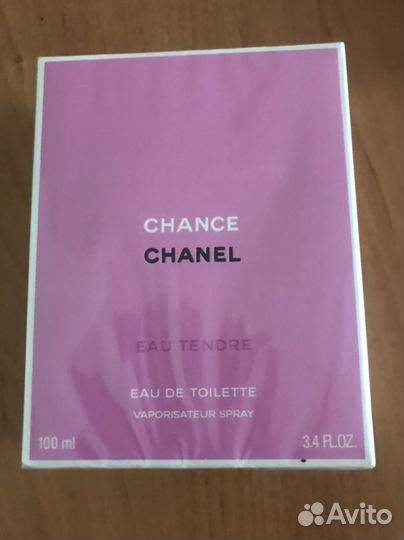 CHANCE
CHANEL
EAU TENDRE
EAU DE TOILETTE
VAPORISATEUR SPRAY
100 ml 3.4 FL.OZ.
Avito